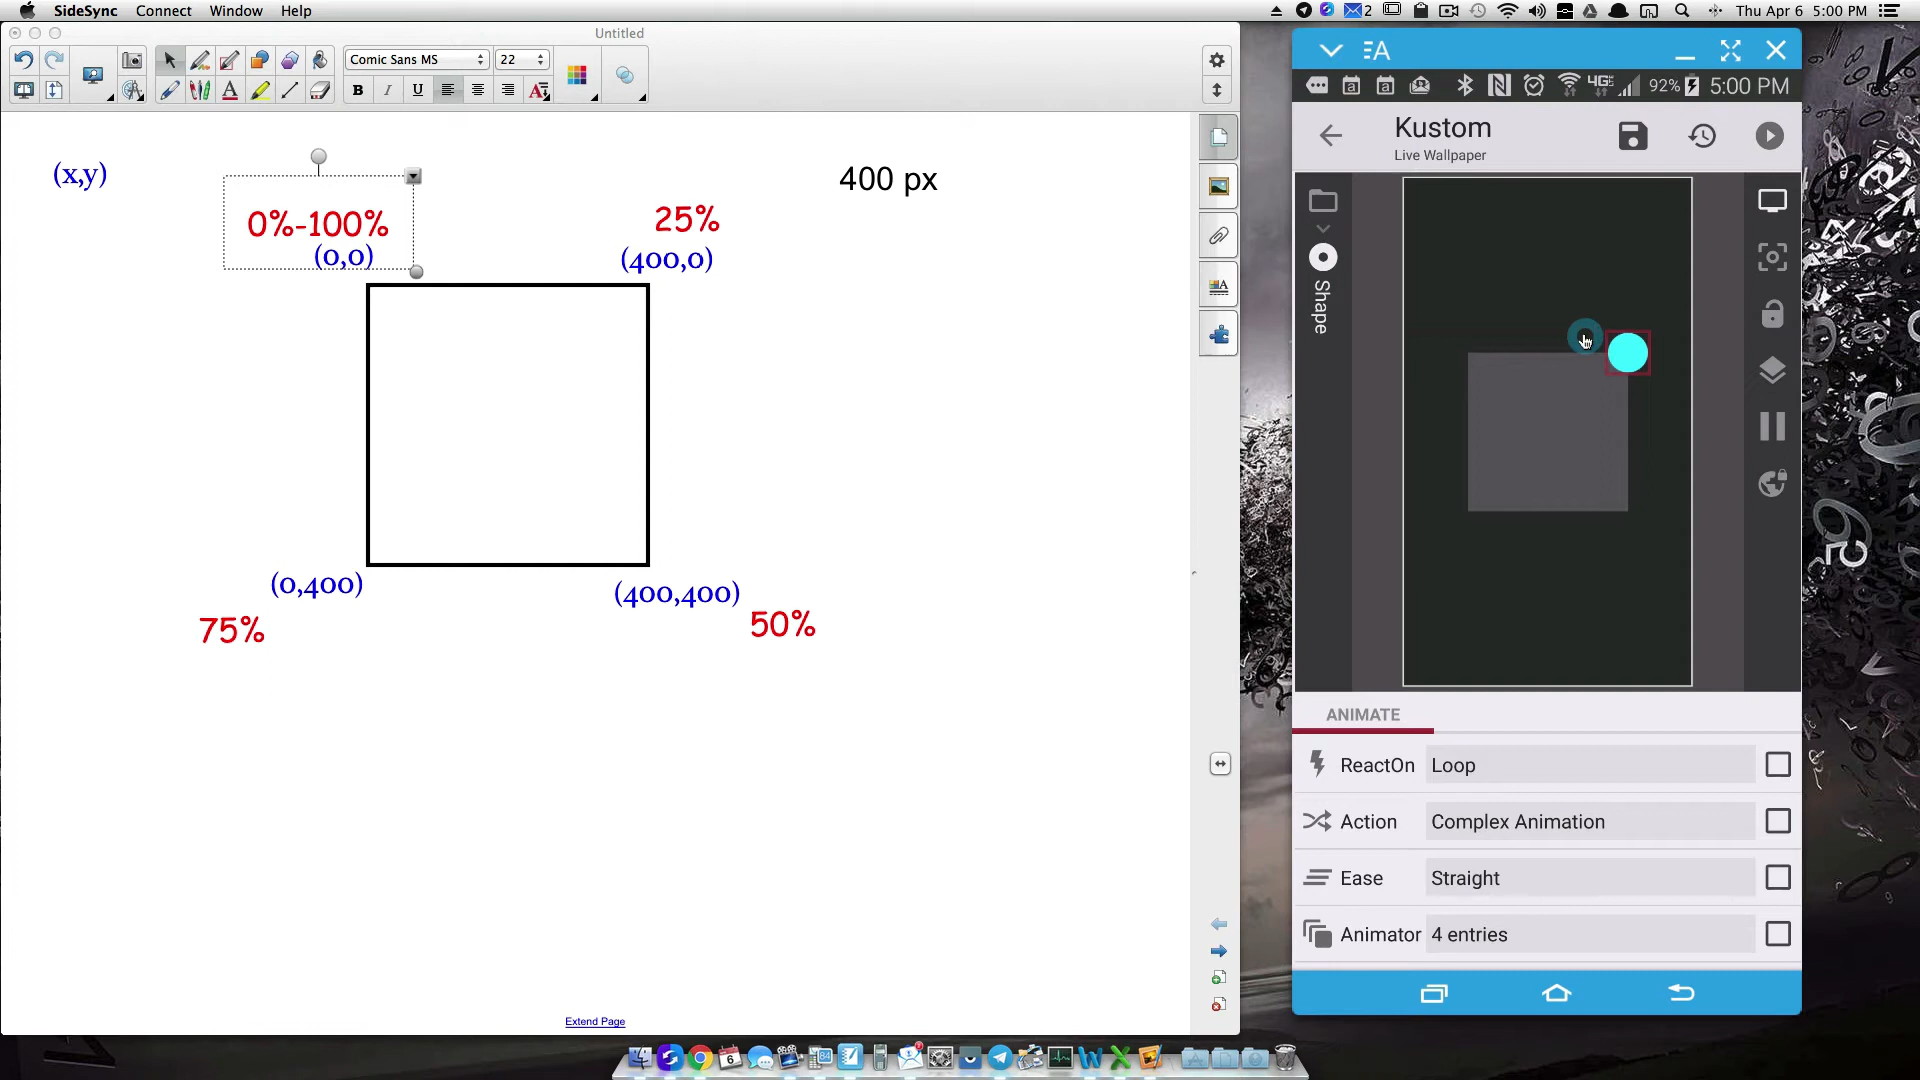 SideSync Connect Window Help
2
Thu Apr 6 5:00 PM
Untitled
Comic Sans MS
22
B I U
(x,y)
0%-100%
(0,0)
25%
(400,0)
400 px
(0,400)
75%
(400,400)
50%
Extend Page
92% 5:00 PM
Kustom
Live Wallpaper
Shape
ANIMATE
ReactOn Loop
Action Complex Animation
Ease Straight
Animator 4 entries